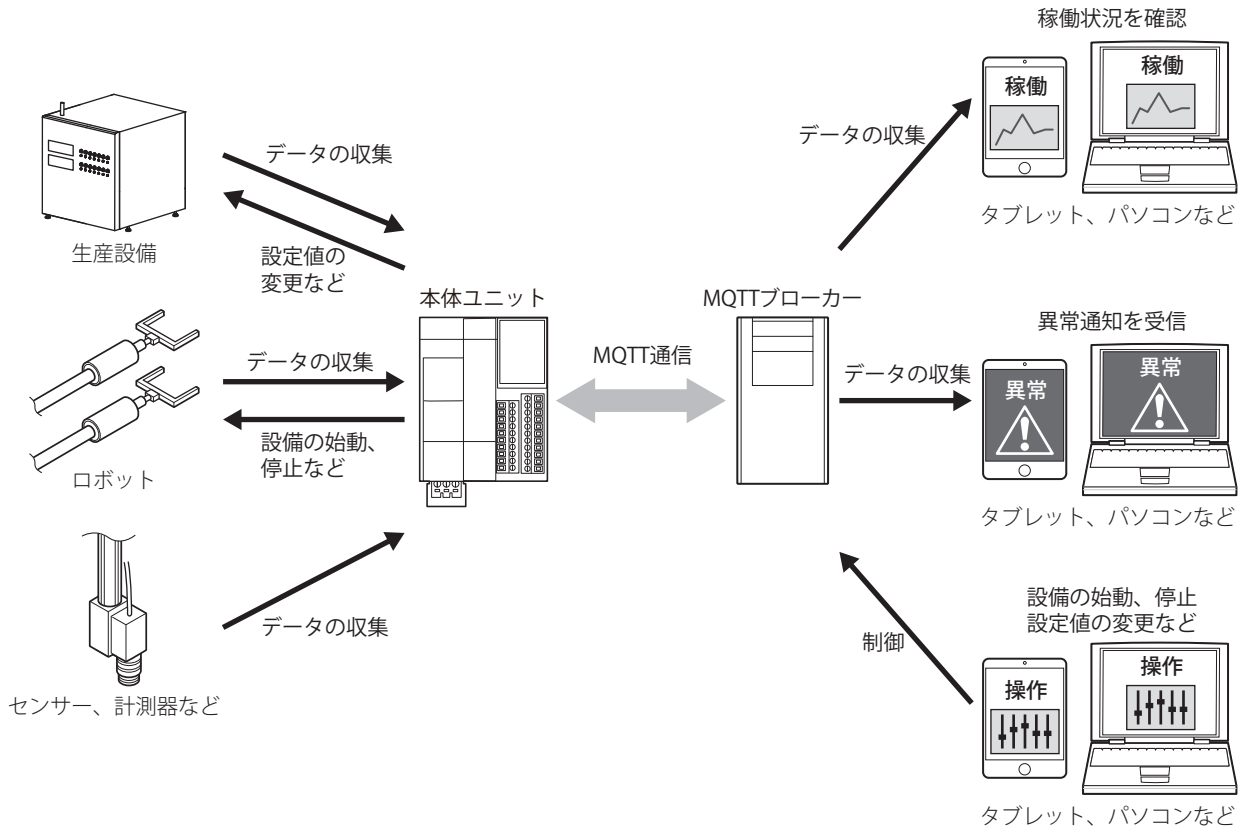 稼働状況を確認
稼働
稼働
データの収集
タブレット、パソコンなど
データの収集
生産設備
設定値の
変更など
本体ユニット
MQTTブローカー
異常通知を受信
MQTT通信
データの収集
データの収集
異常
異常
設備の始動、
停止など
ロボット
タブレット、パソコンなど
設備の始動、停止
設定値の変更など
データの収集
制御
操作
操作
センサー、計測器など
タブレット、パソコンなど